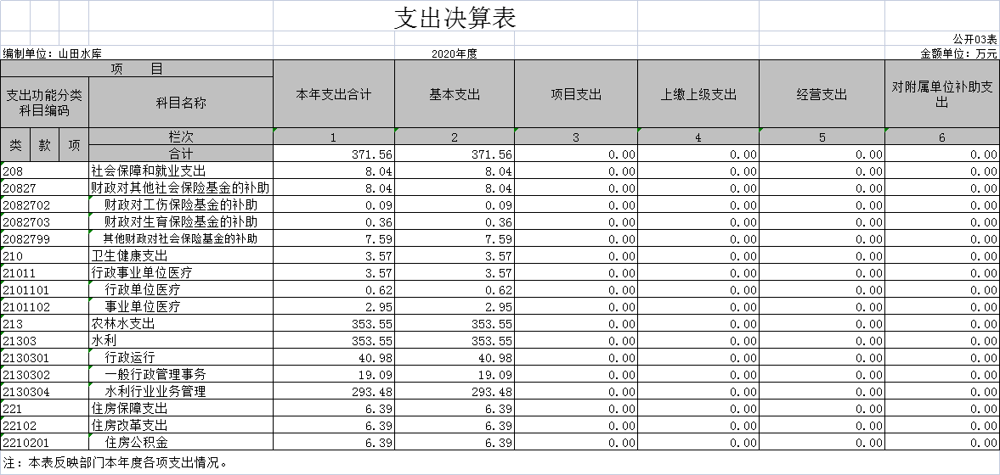 支出决算表
公开03表
编制单位：山田水库 2020年度 金额单位：万元
项 目
支出功能分类科目编码 科目名称 本年支出合计 基本支出 项目支出 上缴上级支出 经营支出 对附属单位补助支出
类 款 项 栏次 1 2 3 4 5 6
合计 371.56 371.56 0.00 0.00 0.00 0.00
208 社会保障和就业支出 8.04 8.04 0.00 0.00 0.00 0.00
20827 财政对其他社会保险基金的补助 8.04 8.04 0.00 0.00 0.00 0.00
2082702 财政对工伤保险基金的补助 0.09 0.09 0.00 0.00 0.00 0.00
2082703 财政对生育保险基金的补助 0.36 0.36 0.00 0.00 0.00 0.00
2082799 其他财政对社会保险基金的补助 7.59 7.59 0.00 0.00 0.00 0.00
210 卫生健康支出 3.57 3.57 0.00 0.00 0.00 0.00
21011 行政事业单位医疗 3.57 3.57 0.00 0.00 0.00 0.00
2101101 行政单位医疗 0.62 0.62 0.00 0.00 0.00 0.00
2101102 事业单位医疗 2.95 2.95 0.00 0.00 0.00 0.00
213 农林水支出 353.55 353.55 0.00 0.00 0.00 0.00
21303 水利 353.55 353.55 0.00 0.00 0.00 0.00
2130301 行政运行 40.98 40.98 0.00 0.00 0.00 0.00
2130302 一般行政管理事务 19.09 19.09 0.00 0.00 0.00 0.00
2130304 水利行业业务管理 293.48 293.48 0.00 0.00 0.00 0.00
221 住房保障支出 6.39 6.39 0.00 0.00 0.00 0.00
22102 住房改革支出 6.39 6.39 0.00 0.00 0.00 0.00
2210201 住房公积金 6.39 6.39 0.00 0.00 0.00 0.00
注：本表反映部门本年度各项支出情况。